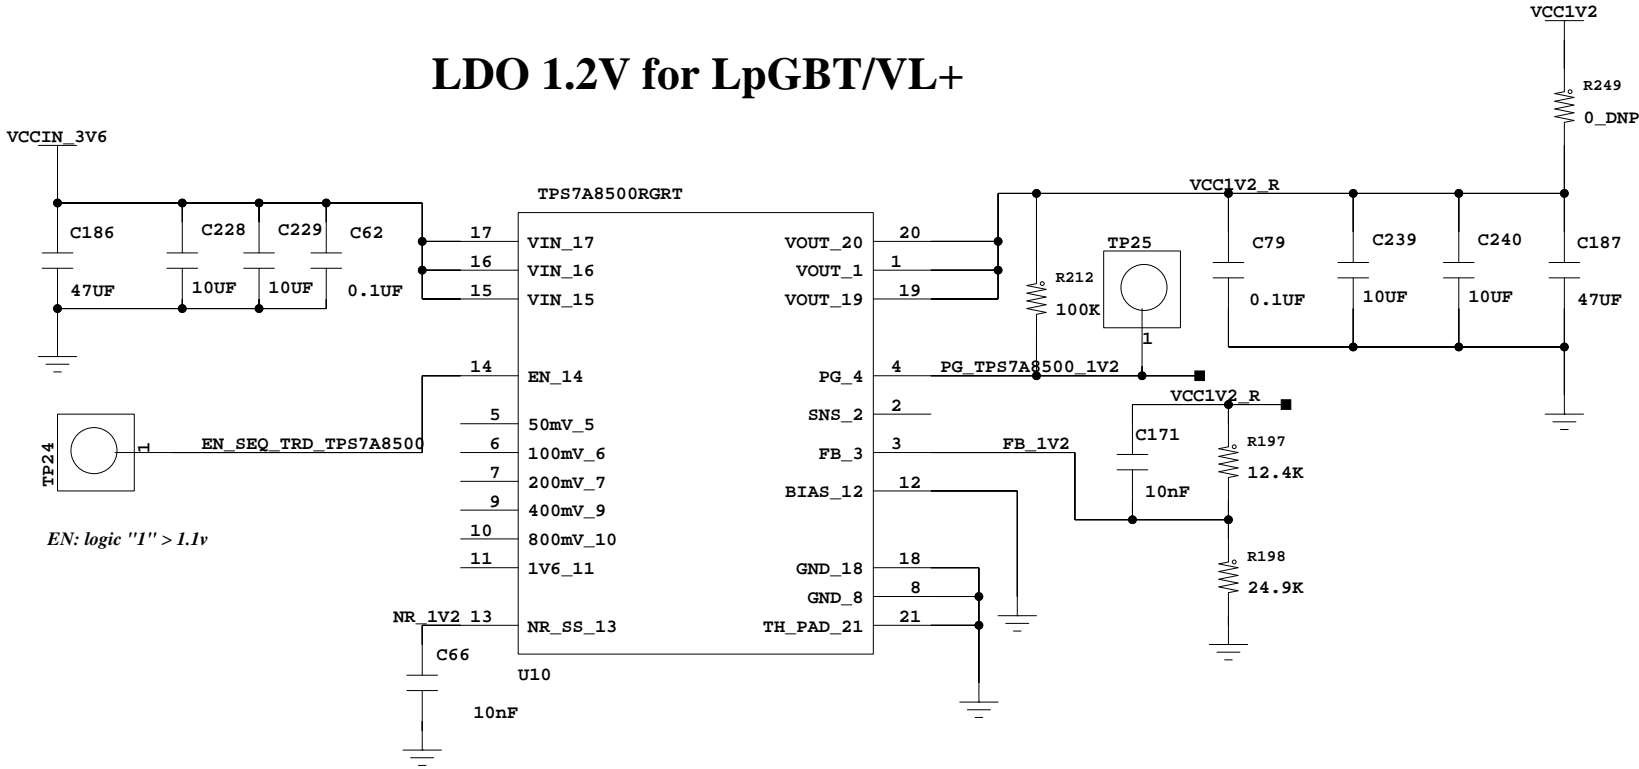 VCC1V2
LDO 1.2V for LpGBT/VL+
R249
0_DNP
VCCIN_3V6
TPS7A8500RGRT
VCC1V2_R
C186
47UF
C228
10UF
C229
10UF
C62
0.1UF
17
VIN_17
16
VIN_16
15
VIN_15
14
EN_14
5
50mV_5
6
100mV_6
7
200mV_7
9
400mV_9
10
800mV_10
11
1V6_11
NR_1V2 13
NR_SS_13
VOUT_20
20
VOUT_1
1
VOUT_19
19
PG_4
4
PG_TPS7A8500_1V2
SNS_2
2
FB_3
3
FB_1V2
BIAS_12
12
GND_18
18
GND_8
8
TH_PAD_21
21
R212
100K
TP25
1
C79
0.1UF
C239
10UF
C240
10UF
C187
47UF
VCC1V2_R
C171
10nF
R197
12.4K
R198
24.9K
TP24
1
EN_SEQ_TRD_TPS7A8500
EN: logic "1" > 1.1v
C66
10nF
U10